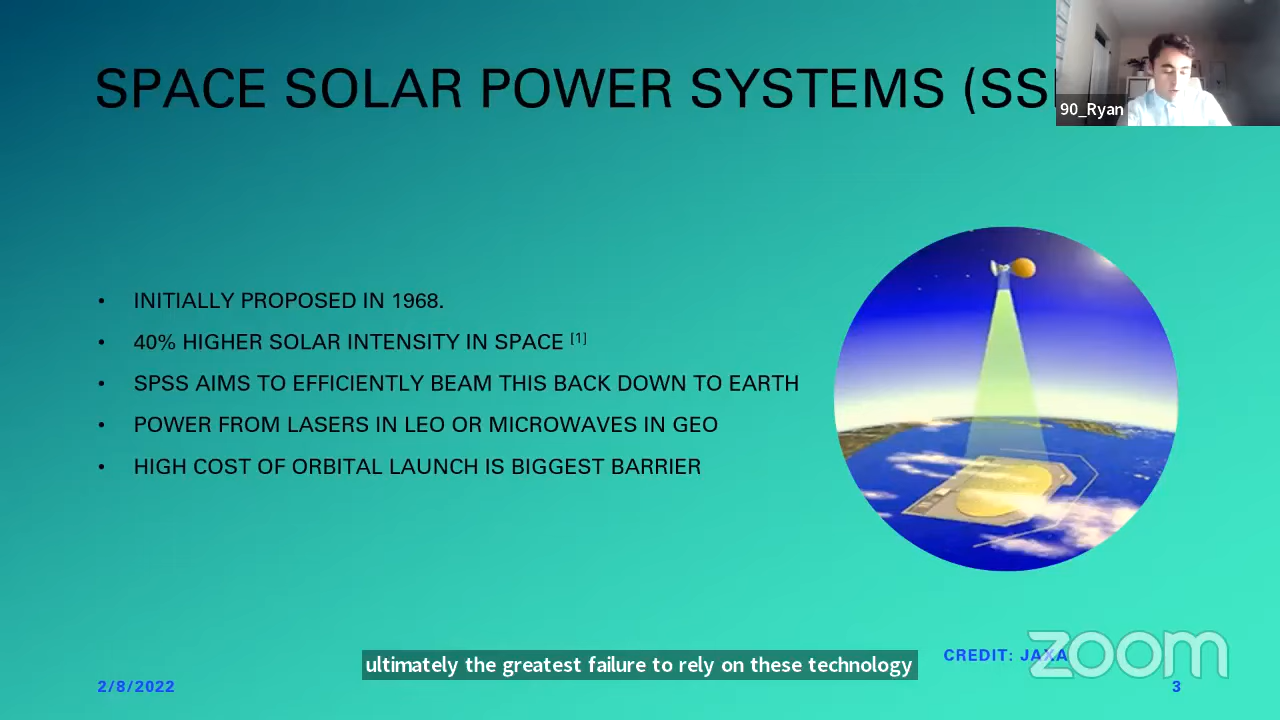 SPACE SOLAR POWER SYSTEMS (SS
90_Ryan
• INITIALLY PROPOSED IN 1968.
• 40% HIGHER SOLAR INTENSITY IN SPACE [1]
• SPSS AIMS TO EFFICIENTLY BEAM THIS BACK DOWN TO EARTH
• POWER FROM LASERS IN LEO OR MICROWAVES IN GEO
• HIGH COST OF ORBITAL LAUNCH IS BIGGEST BARRIER
ultimately the greatest failure to rely on these technology
CREDIT: JAXA
zoom
2/8/2022
3